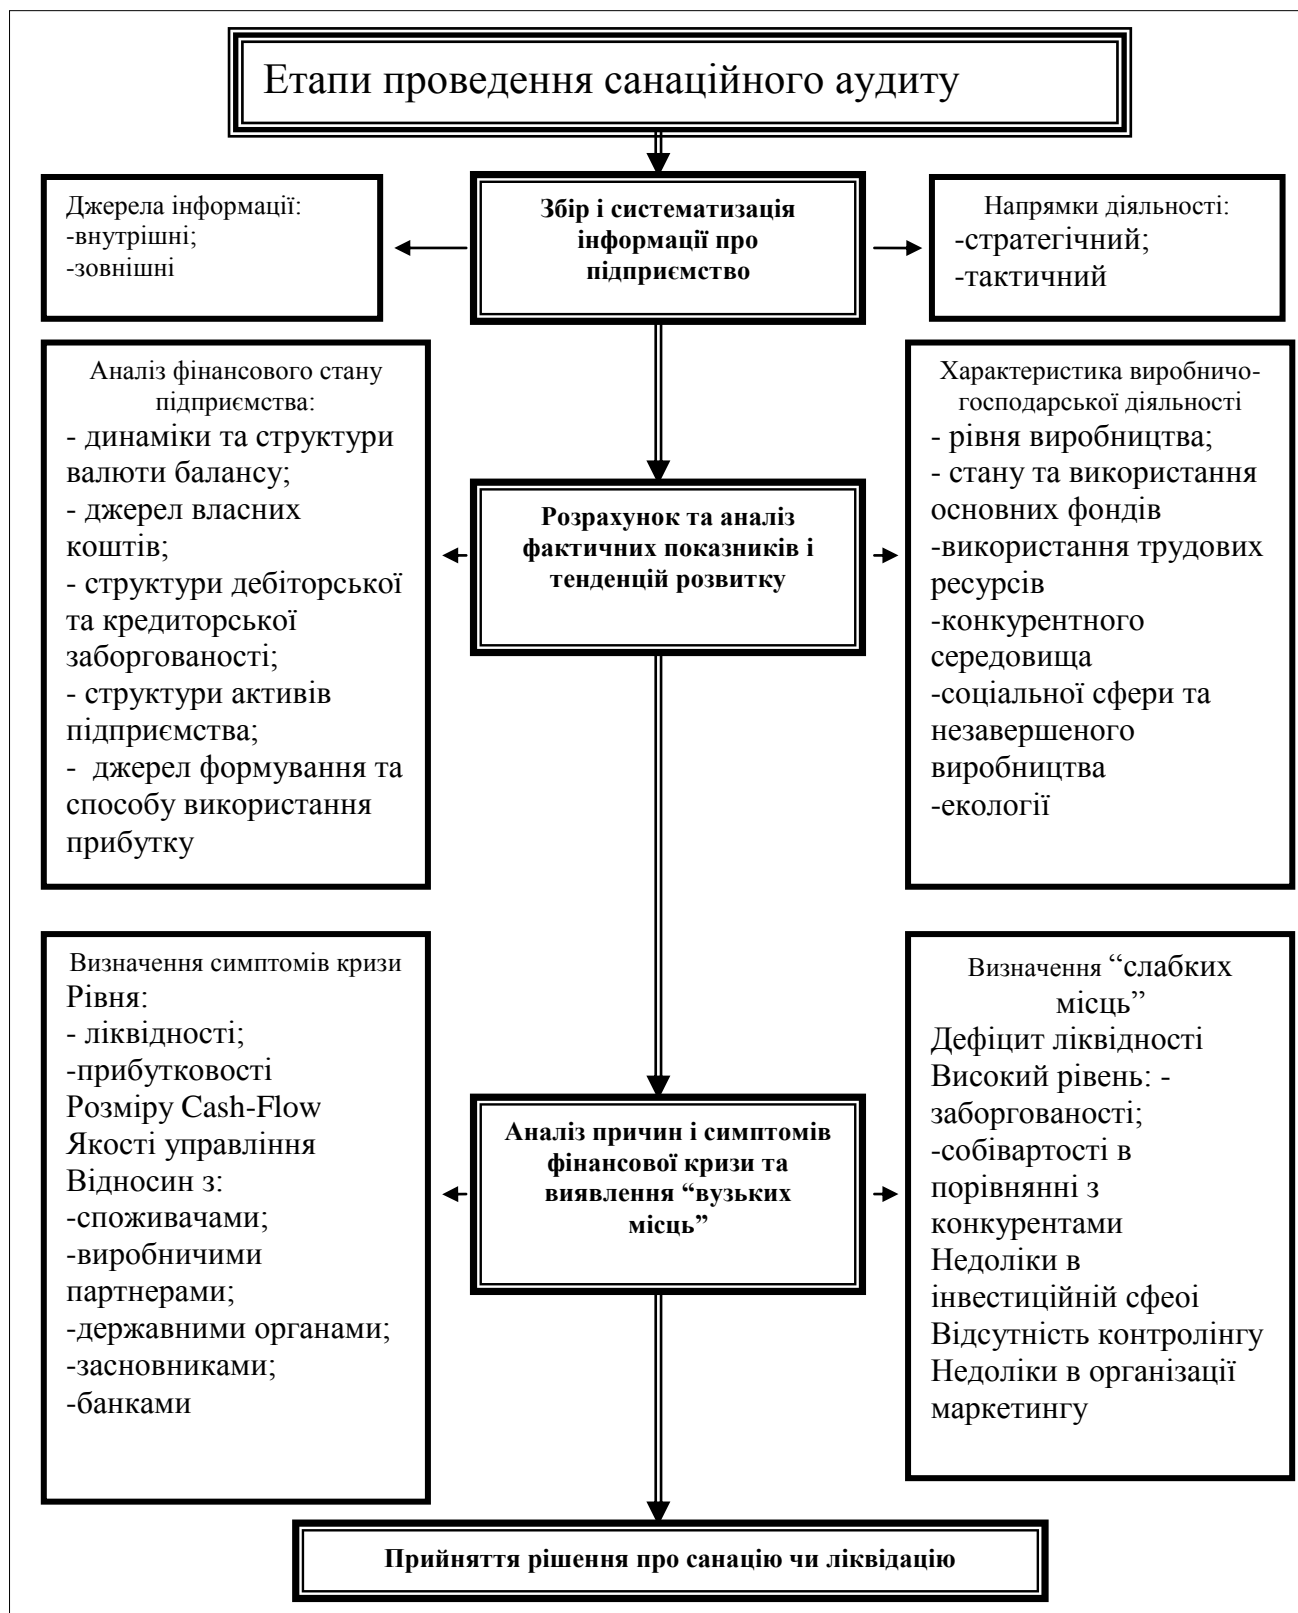 Етапи проведення санаційного аудиту
Джерела інформації:
-внутрішні;
-зовнішні
Збір і систематизація
інформації про
підприємство
Напрямки діяльності:
-стратегічний;
-тактичний
Аналіз фінансового стану
підприємства:
- динаміки та структури
валюти балансу;
- джерел власних
коштів;
- структури дебіторської
та кредиторської
заборгованості;
- структури активів
підприємства;
- джерел формування та
способу використання
прибутку
Розрахунок та аналіз
фактичних показників і
тенденцій розвитку
Характеристика виробничо-
господарської діяльності
- рівня виробництва;
- стану та використання
основних фондів
-використання трудових
ресурсів
-конкурентного
середовища
-соціальної сфери та
незавершеного
виробництва
-екології
Визначення симптомів кризи
Рівня:
- ліквідності;
-прибутковості
Розміру Cash-Flow
Якості управління
Відносин з:
-споживачами;
-виробничими
партнерами;
-державними органами;
-засновниками;
-банками
Аналіз причин і симптомів
фінансової кризи та
виявлення “вузьких
місць”
Визначення “слабких
місць”
Дефіцит ліквідності
Високий рівень: -
заборгованості;
-собівартості в
порівнянні з
конкурентами
Недоліки в
інвестиційній сфеоі
Відсутність контролінгу
Недоліки в організації
маркетингу
Прийняття рішення про санацію чи ліквідацію